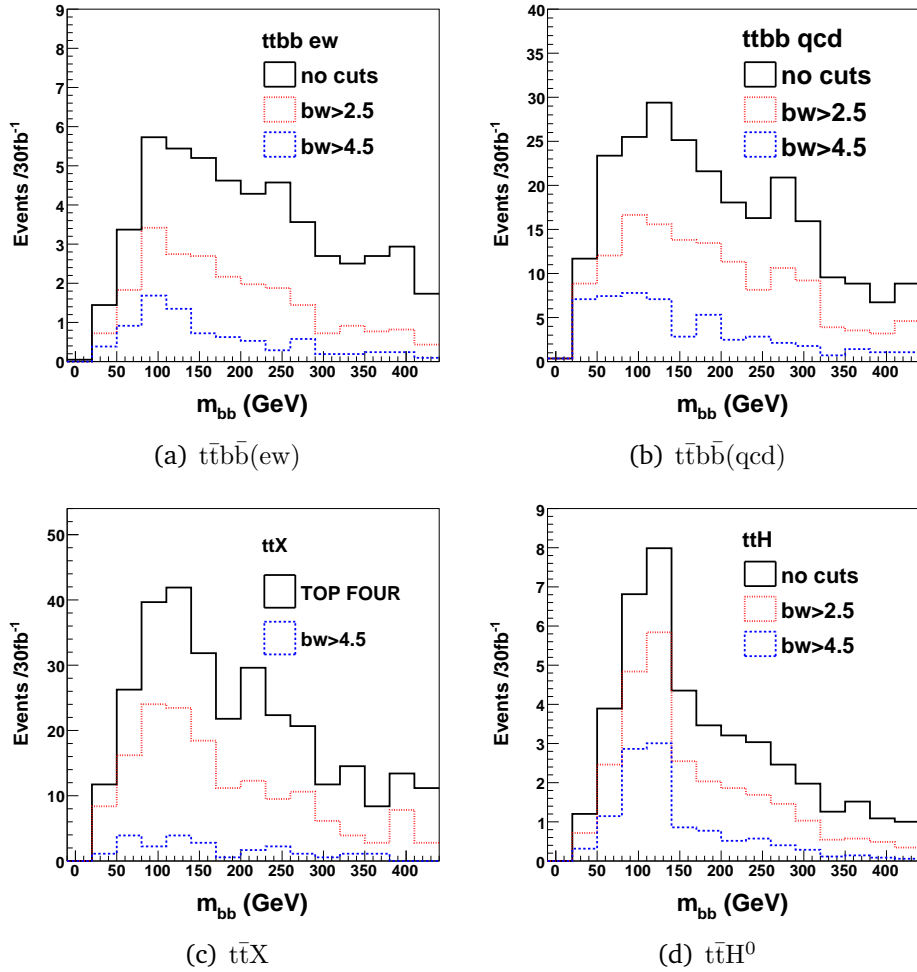 9
8
7
6
5
4
3
2
1
0
Events /30fb⁻¹
ttbb ew
no cuts
bw>2.5
bw>4.5
0 50 100 150 200 250 300 350 400
m_bb (GeV)
(a) tt̄bb̄(ew)
40
35
30
25
20
15
10
5
0
Events /30fb⁻¹
ttbb qcd
no cuts
bw>2.5
bw>4.5
0 50 100 150 200 250 300 350 400
m_bb (GeV)
(b) tt̄bb̄(qcd)
50
40
30
20
10
0
Events /30fb⁻¹
ttX
TOP FOUR
bw>4.5
0 50 100 150 200 250 300 350 400
m_bb (GeV)
(c) tt̄X
9
8
7
6
5
4
3
2
1
0
Events /30fb⁻¹
ttH
no cuts
bw>2.5
bw>4.5
0 50 100 150 200 250 300 350 400
m_bb (GeV)
(d) tt̄H⁰